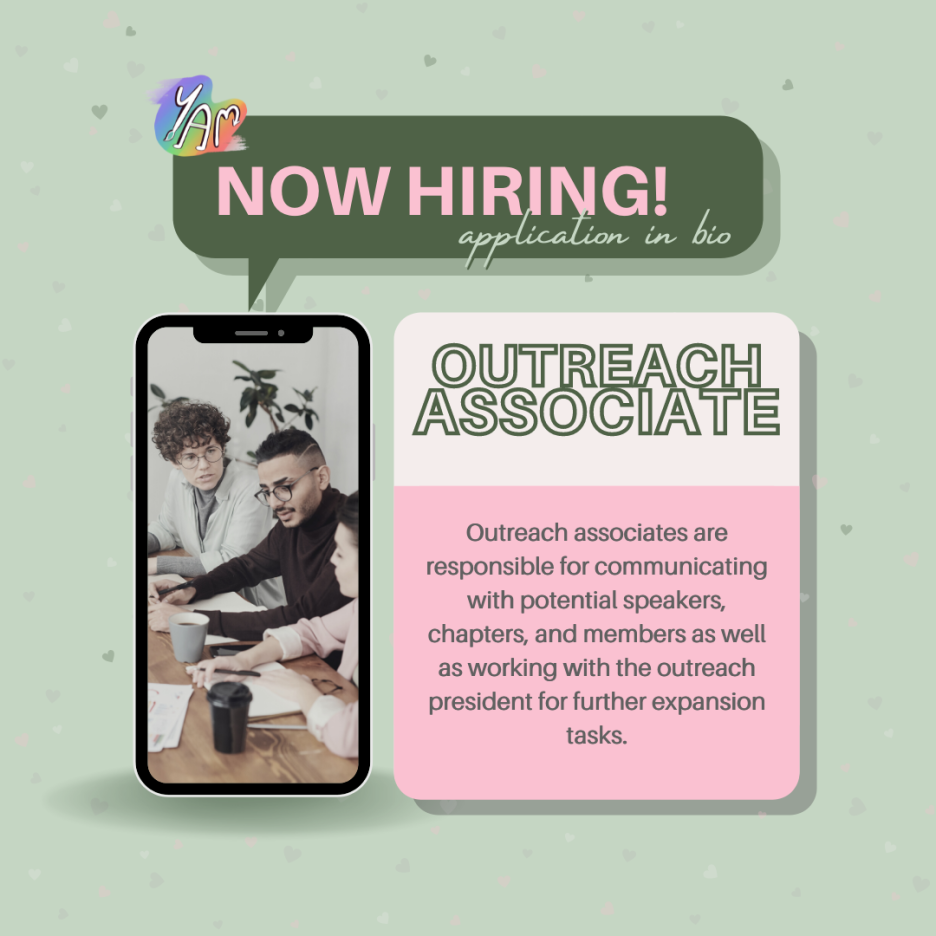 YAM
NOW HIRING!
application in bio
OUTREACH
ASSOCIATE
Outreach associates are
responsible for communicating
with potential speakers,
chapters, and members as well
as working with the outreach
president for further expansion
tasks.